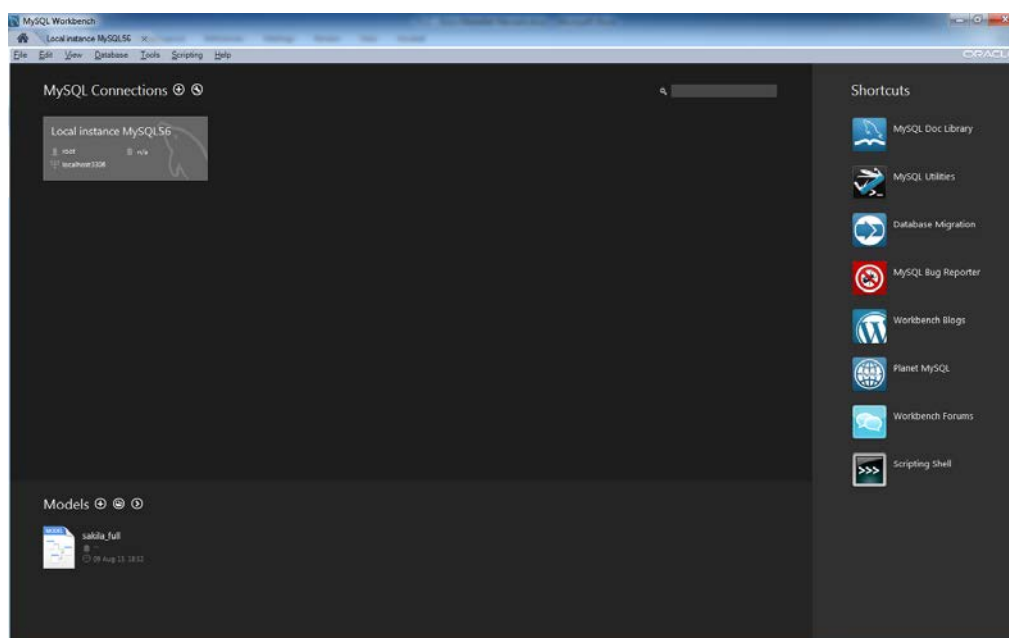 MySQL Workbench
Local instance MySQL56 ×
File Edit View Database Tools Scripting Help
ORACLE
MySQL Connections
Local instance MySQL56
root n/a
localhost:3306
Shortcuts
MySQL Doc Library
MySQL Utilities
Database Migration
MySQL Bug Reporter
Workbench Blogs
Planet MySQL
Workbench Forums
>>> Scripting Shell
Models
MODEL
sakila_full
--
09 Aug 13, 18:52